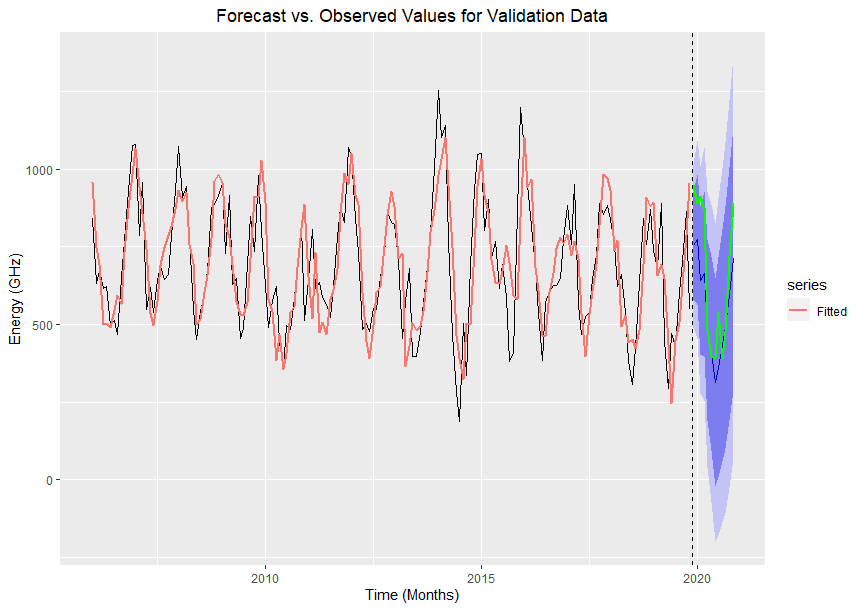 Forecast vs. Observed Values for Validation Data
Energy (GHz)
1000
500
0
2010
2015
2020
Time (Months)
series
Fitted